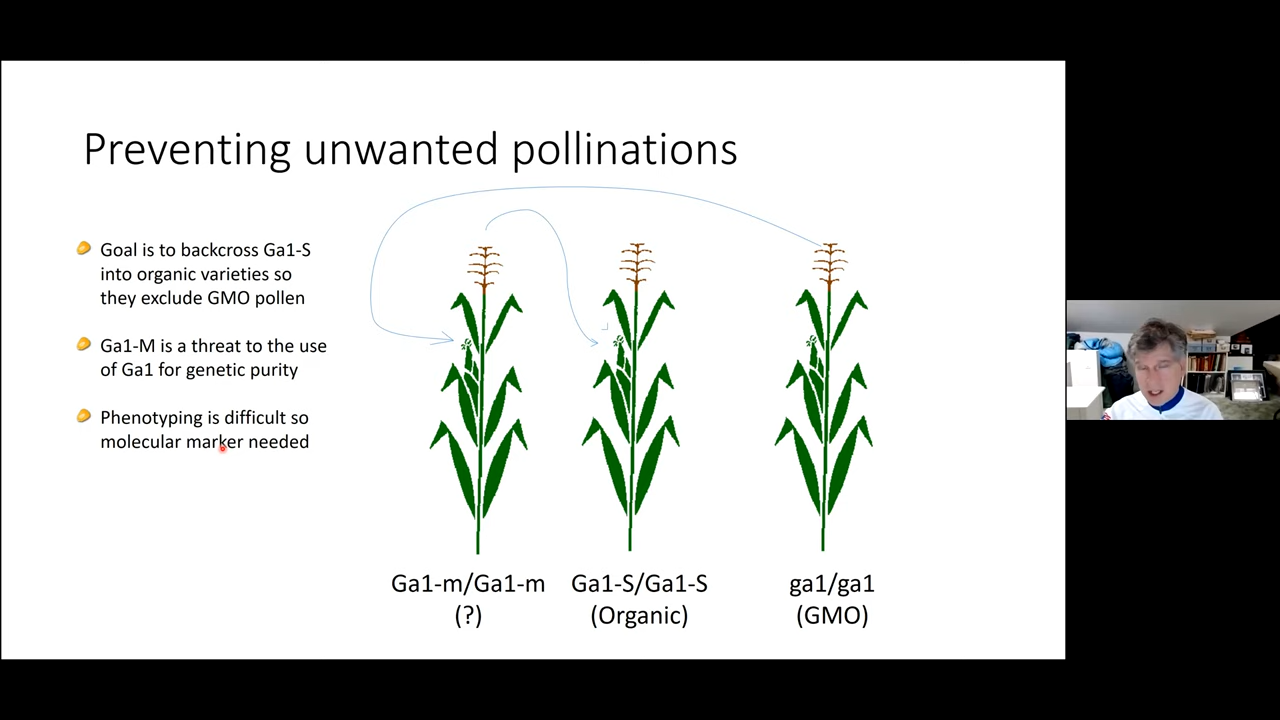 Preventing unwanted pollinations
Goal is to backcross Ga1-S
into organic varieties so
they exclude GMO pollen
Ga1-M is a threat to the use
of Ga1 for genetic purity
Phenotyping is difficult so
molecular marker needed
Ga1-m/Ga1-m
(?)
Ga1-S/Ga1-S
(Organic)
ga1/ga1
(GMO)